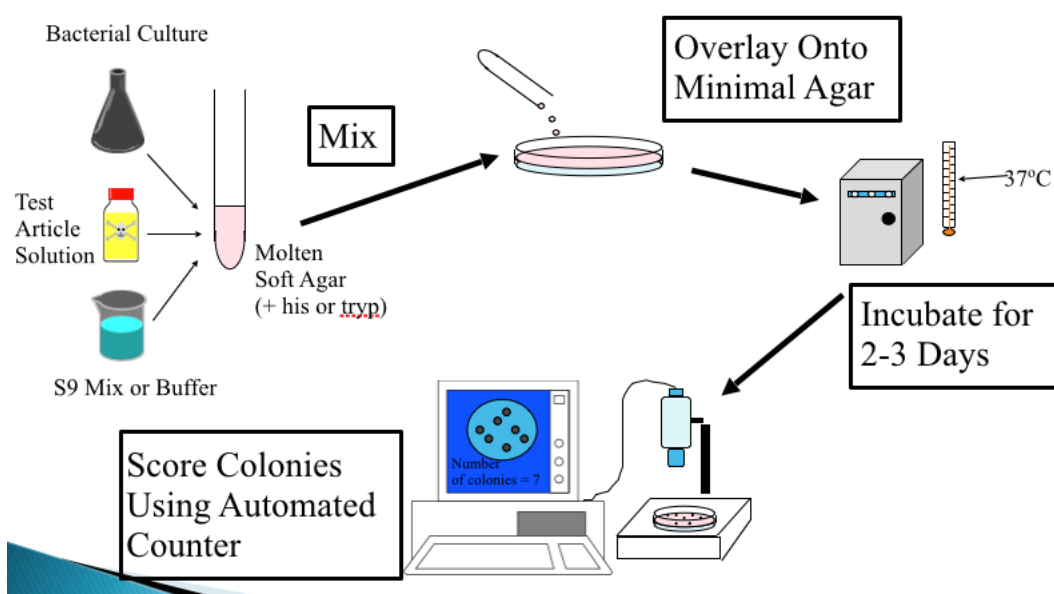 Bacterial Culture
Test
Article
Solution
S9 Mix or Buffer
Molten
Soft Agar
(+ his or tryp)
Mix
Overlay Onto
Minimal Agar
37ºC
Incubate for
2-3 Days
Number
of colonies = 7
Score Colonies
Using Automated
Counter